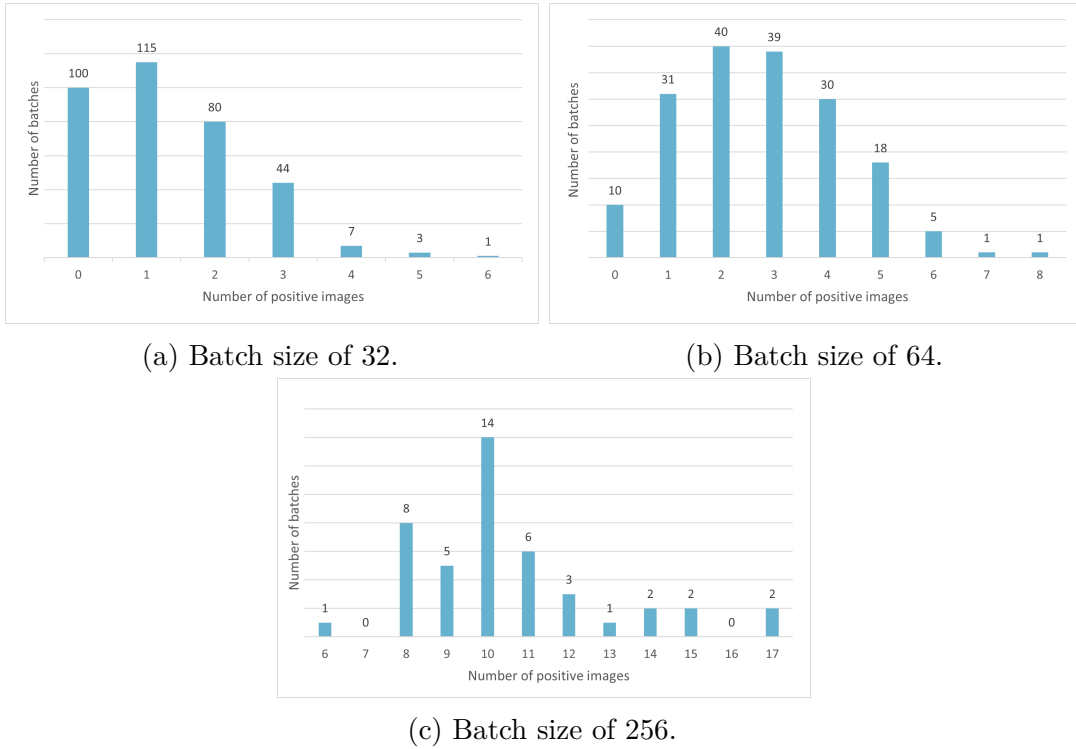 115
100
80
44
7
3
1
Number of batches
0 1 2 3 4 5 6
Number of positive images
(a) Batch size of 32.
40
39
31
30
18
10
5
1
1
Number of batches
0 1 2 3 4 5 6 7 8
Number of positive images
(b) Batch size of 64.
14
8
6
5
3
2 2 2
1
1
0
0
Number of batches
6 7 8 9 10 11 12 13 14 15 16 17
Number of positive images
(c) Batch size of 256.